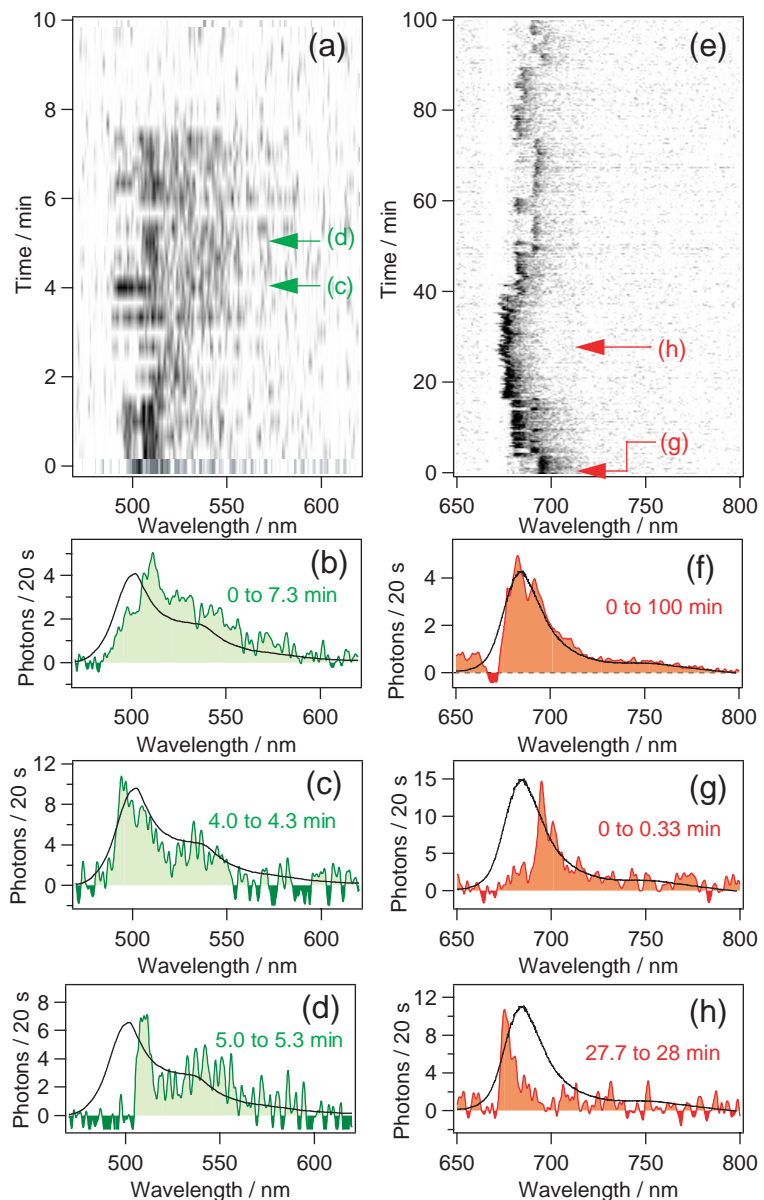 (a)
Time / min
10
8
6
4
2
0
(d)
(c)
500 550 600
Wavelength / nm
(e)
Time / min
100
80
60
40
20
0
(h)
(g)
650 700 750 800
Wavelength / nm
(b)
0 to 7.3 min
Photons / 20 s
4
2
0
500 550 600
Wavelength / nm
(f)
0 to 100 min
Photons / 20 s
4
2
0
650 700 750 800
Wavelength / nm
(c)
4.0 to 4.3 min
Photons / 20 s
12
8
4
0
500 550 600
Wavelength / nm
(g)
0 to 0.33 min
Photons / 20 s
15
10
5
0
650 700 750 800
Wavelength / nm
(d)
5.0 to 5.3 min
Photons / 20 s
8
6
4
2
0
500 550 600
Wavelength / nm
(h)
27.7 to 28 min
Photons / 20 s
12
8
4
0
650 700 750 800
Wavelength / nm